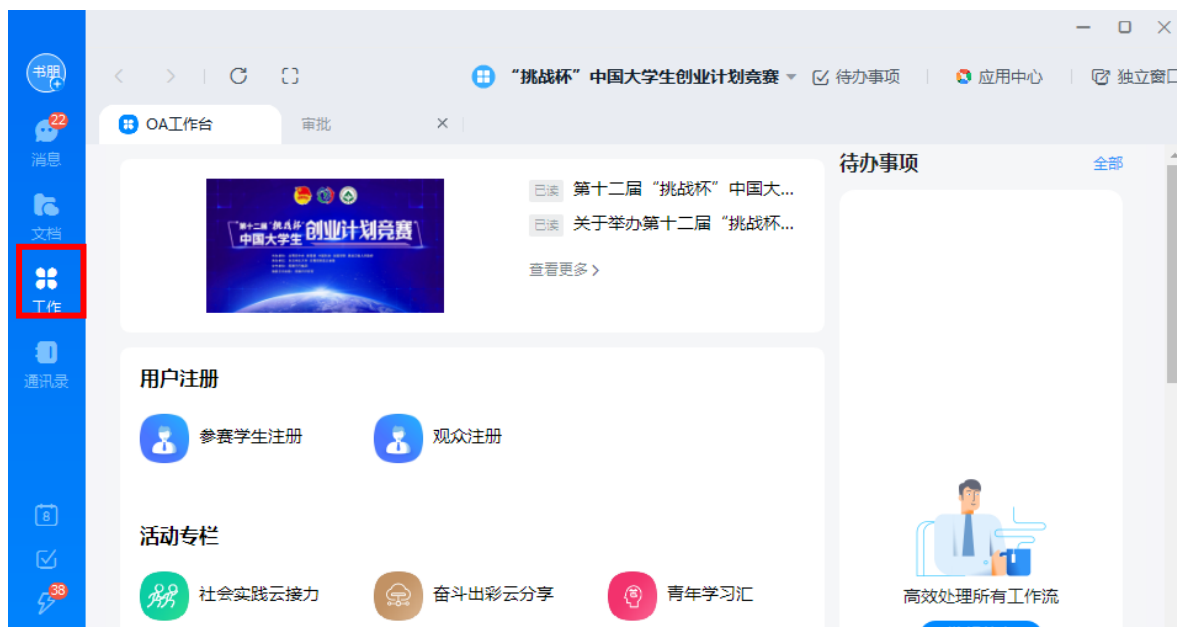 书朋
“挑战杯”中国大学生创业计划竞赛
待办事项
应用中心
独立窗口
22
消息
OA工作台
审批
文档
工作
通讯录
8
38
第十二届“挑战杯”
中国大学生创业计划竞赛
已读 第十二届“挑战杯”中国大...
已读 关于举办第十二届“挑战杯...
查看更多
待办事项
全部
用户注册
参赛学生注册
观众注册
活动专栏
社会实践云接力
奋斗出彩云分享
青年学习汇
高效处理所有工作流